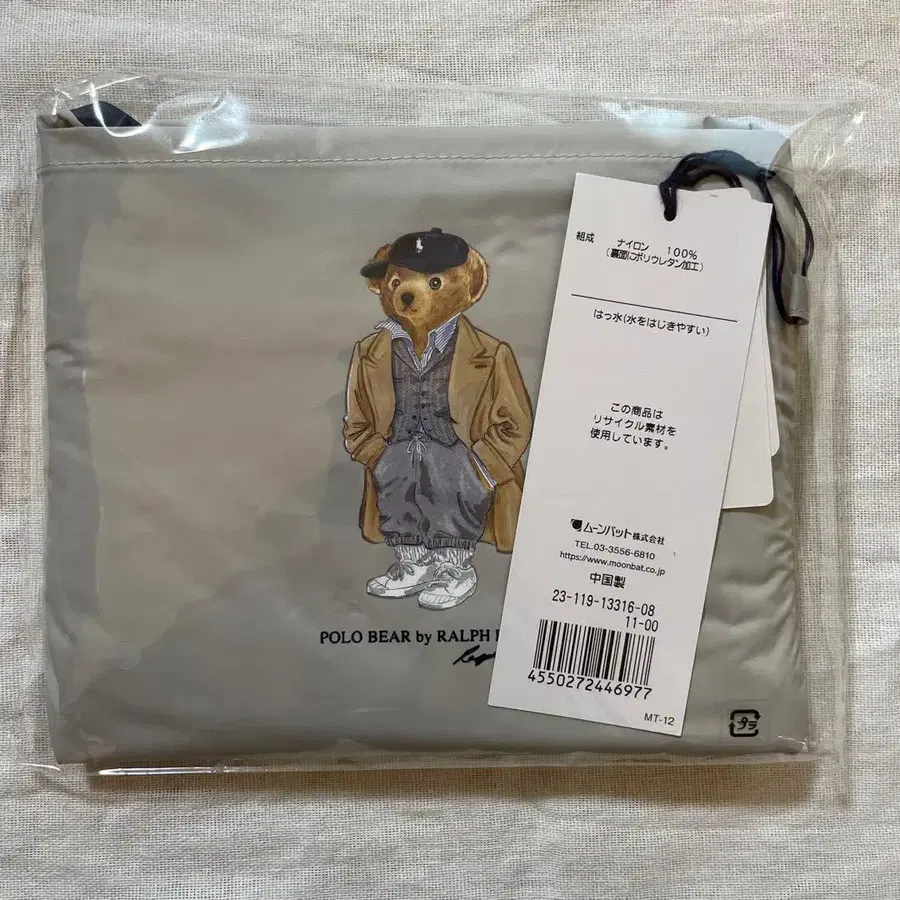 組成 ナイロン 100%
(裏面にポリウレタン加工)
はっ水(水をはじきやすい)
この商品は
リサイクル素材を
使用しています。
ムーンバット株式会社
TEL.03-3556-6810
https://www.moonbat.co.jp
中国製
23-119-13316-08
11-00
4550272446977
MT-12
POLO BEAR by RALPH
プラ